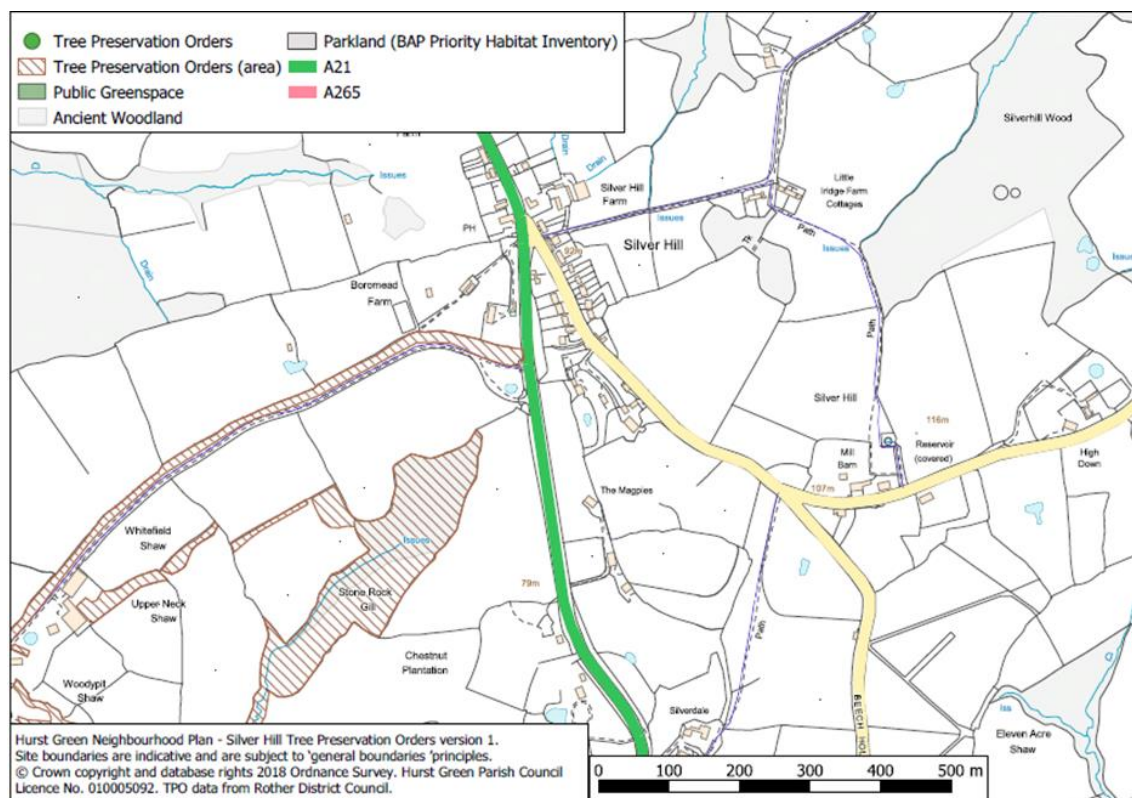 Tree Preservation Orders
Tree Preservation Orders (area)
Public Greenspace
Ancient Woodland
Parkland (BAP Priority Habitat Inventory)
A21
A265
Silverhill Wood
Issues
Drain
Drain
Silver Hill
Farm
Little
Iridge Farm
Cottages
PH
Issues
Silver Hill
Path
Issues
Issues
92m
Drain
Boromead
Farm
Path
Silver Hill
116m
Reservoir
(covered)
Mill
Barn
High
Down
107m
The Magpies
Whitefield
Shaw
Issues
79m
Stone Rock
Gill
Upper Neck
Shaw
Path
Chestnut
Plantation
Woodypit
Shaw
Silverdale
BEECH
Iss
Eleven Acre
Shaw
Hurst Green Neighbourhood Plan - Silver Hill Tree Preservation Orders version 1.
Site boundaries are indicative and are subject to 'general boundaries 'principles.
© Crown copyright and database rights 2018 Ordnance Survey. Hurst Green Parish Council
Licence No. 010005092. TPO data from Rother District Council.
0 100 200 300 400 500 m